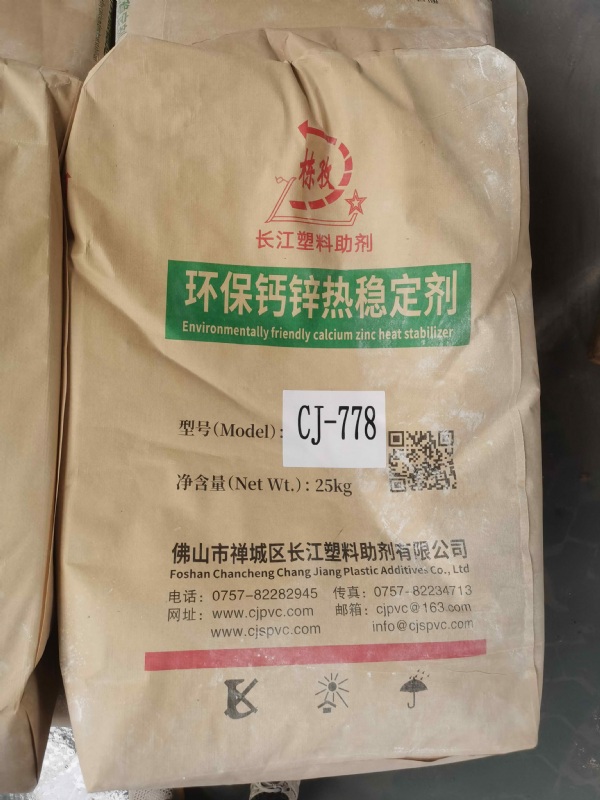 栋孜
长江塑料助剂
环保钙锌热稳定剂
Environmentally friendly calcium zinc heat stabilizer
型号(Model): CJ-778
净含量(Net Wt.): 25kg
佛山市禅城区长江塑料助剂有限公司
Foshan Chancheng Chang Jiang Plastic Additives Co., Ltd
电话: 0757-82282945 传真: 0757-82234713
网址: www.cjpvc.com 邮箱: cjpvc@163.com
www.cjspvc.com info@cjspvc.com